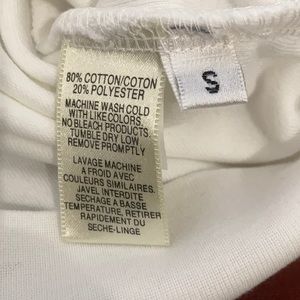 80% COTTON/COTON
20% POLYESTER
MACHINE WASH COLD
WITH LIKE COLORS,
NO BLEACH PRODUCTS
TUMBLE DRY LOW
REMOVE PROMPTLY
LAVAGE MACHINE
A FROID AVEC
COULEURS SIMILAIRES.
JAVEL INTERDITE
SECHAGE A BASSE
TEMPERATURE, RETIRER
RAPIDEMENT DU
SECHE-LINGE
S